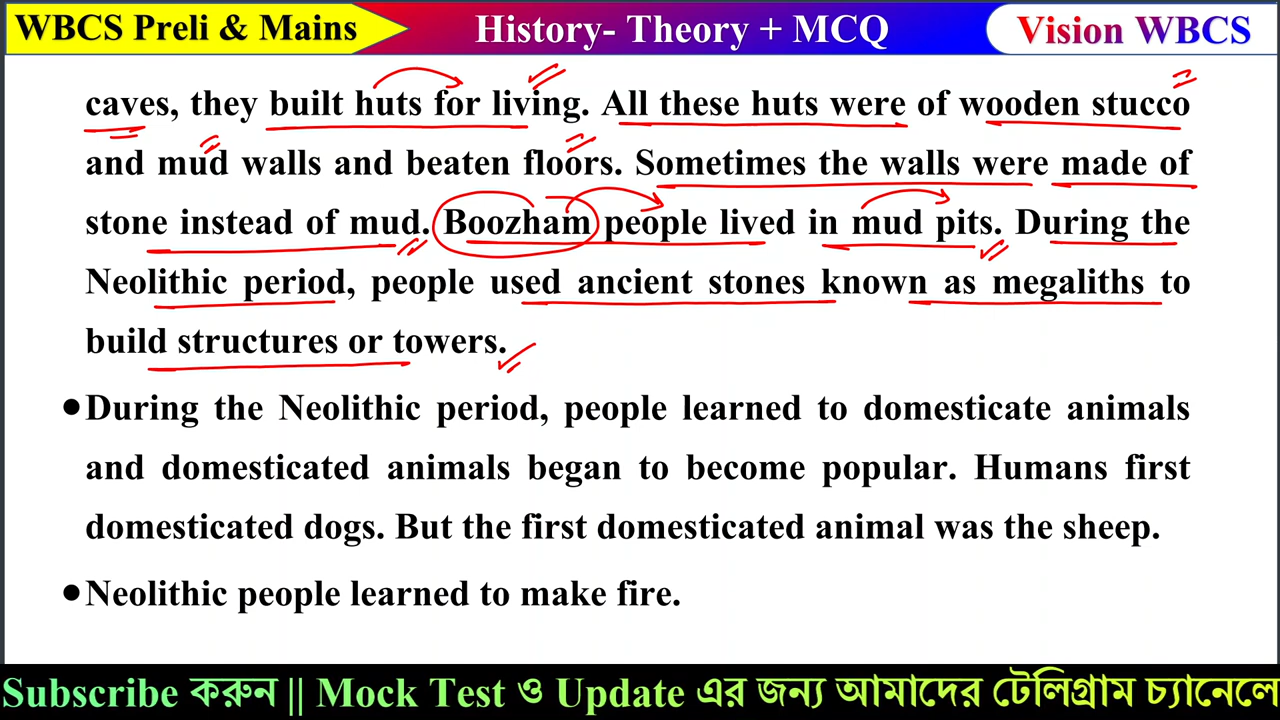 WBCS Preli & Mains
History- Theory + MCQ
Vision WBCS
caves, they built huts for living. All these huts were of wooden stucco
and mud walls and beaten floors. Sometimes the walls were made of
stone instead of mud. Boozham people lived in mud pits. During the
Neolithic period, people used ancient stones known as megaliths to
build structures or towers.
•During the Neolithic period, people learned to domesticate animals
and domesticated animals began to become popular. Humans first
domesticated dogs. But the first domesticated animal was the sheep.
•Neolithic people learned to make fire.
Subscribe করুন || Mock Test ও Update এর জন্য আমাদের টেলিগ্রাম চ্যানেলে